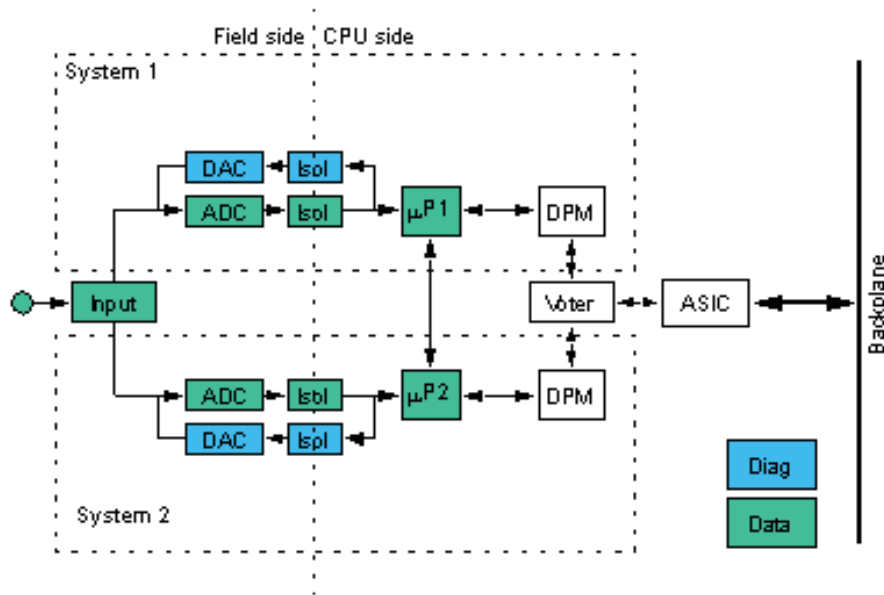 Field side
CPU side
System 1
DAC
Isol
ADC
Isol
µP1
DPM
Input
Voter
ASIC
Backplane
ADC
Isol
µP2
DPM
DAC
Isol
Diag
System 2
Data